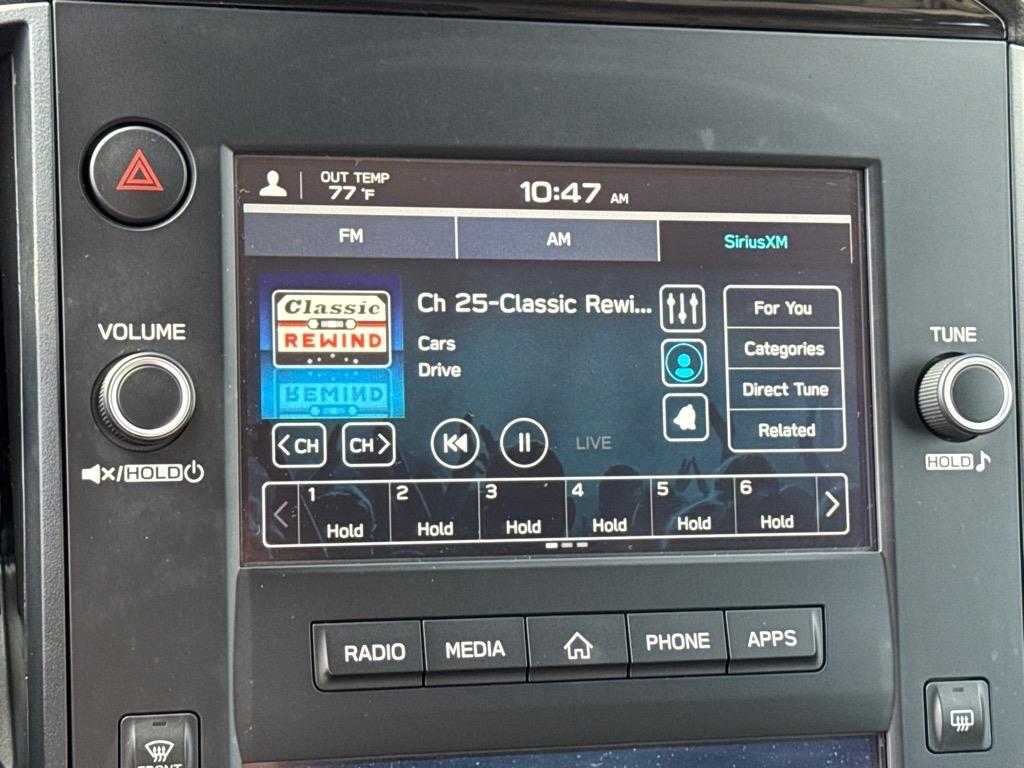 OUT TEMP
77 °F
10:47 AM
FM
AM
SiriusXM
Classic
REWIND
REWIND
Ch 25-Classic Rewi...
Cars
Drive
For You
Categories
Direct Tune
Related
CH
CH
LIVE
1
Hold
2
Hold
3
Hold
4
Hold
5
Hold
6
Hold
VOLUME
x/HOLD
TUNE
HOLD
RADIO
MEDIA
PHONE
APPS
FRONT